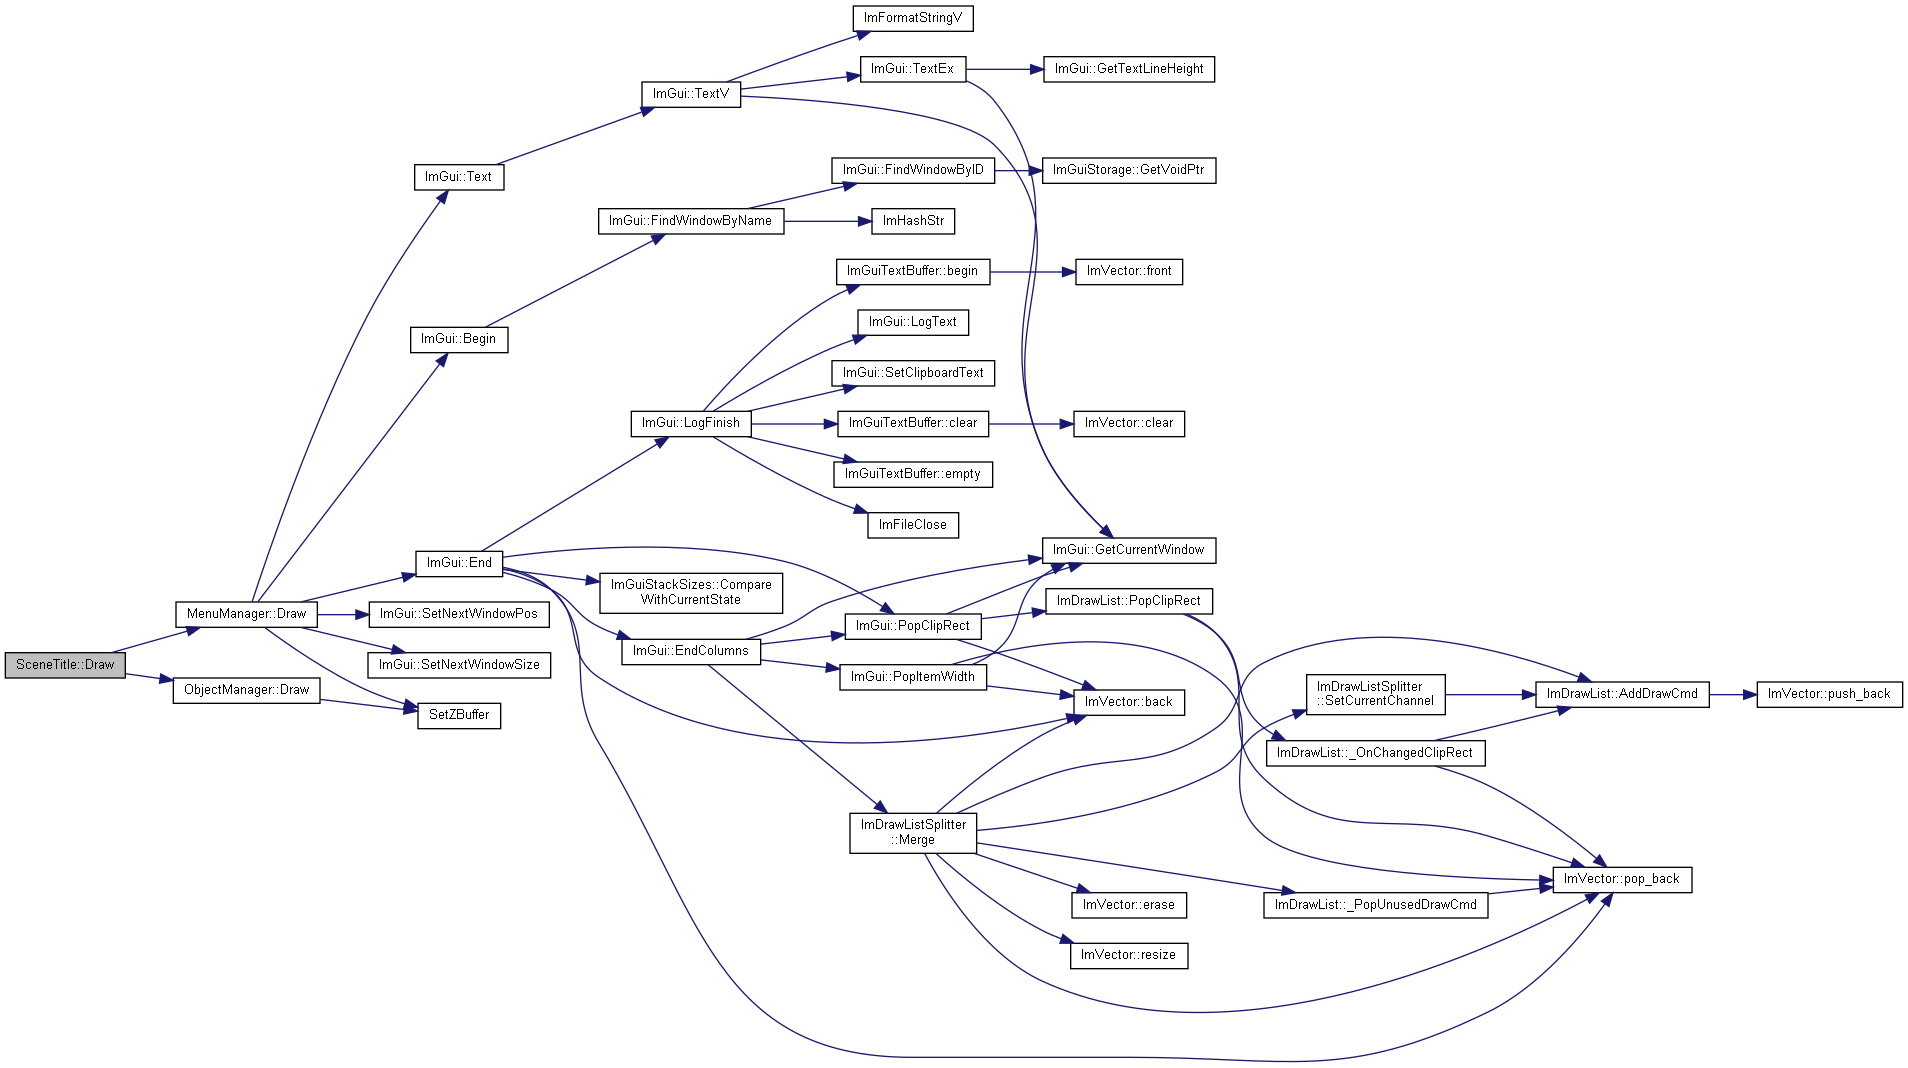 ImFormatStringV
ImGui::TextEx
ImGui::GetTextLineHeight
ImGui::TextV
ImGui::Text
ImGui::FindWindowByID
ImGuiStorage::GetVoidPtr
ImGui::FindWindowByName
ImHashStr
ImGuiTextBuffer::begin
ImVector::front
ImGui::LogText
ImGui::Begin
ImGui::SetClipboardText
ImGui::LogFinish
ImGuiTextBuffer::clear
ImVector::clear
ImGuiTextBuffer::empty
ImFileClose
ImGui::GetCurrentWindow
ImGui::End
ImGuiStackSizes::Compare
WithCurrentState
MenuManager::Draw
ImGui::SetNextWindowPos
ImGui::PopClipRect
ImDrawList::PopClipRect
ImGui::EndColumns
SceneTitle::Draw
ImGui::SetNextWindowSize
ImGui::PopItemWidth
ObjectManager::Draw
SetZBuffer
ImVector::back
ImDrawListSplitter
::SetCurrentChannel
ImDrawList::AddDrawCmd
ImVector::push_back
ImDrawList::_OnChangedClipRect
ImDrawListSplitter
::Merge
ImVector::pop_back
ImVector::erase
ImDrawList::_PopUnusedDrawCmd
ImVector::resize